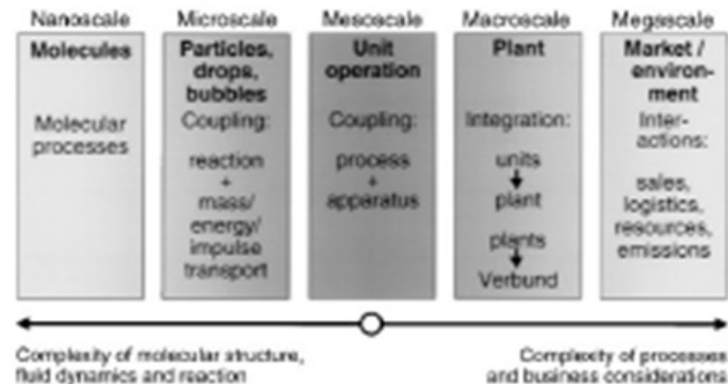 Nanoscale
Microscale
Mesoscale
Macroscale
Megascale
Molecules
Molecular
processes
Particles,
drops,
bubbles
Coupling:
reaction
+
mass/
energy/
impulse
transport
Unit
operation
Coupling:
process
+
apparatus
Plant
Integration:
units
plant
plants
Verbund
Market /
environ-
ment
Inter-
actions:
sales,
logistics,
resources,
emissions
Complexity of molecular structure,
fluid dynamics and reaction
Complexity of processes
and business considerations